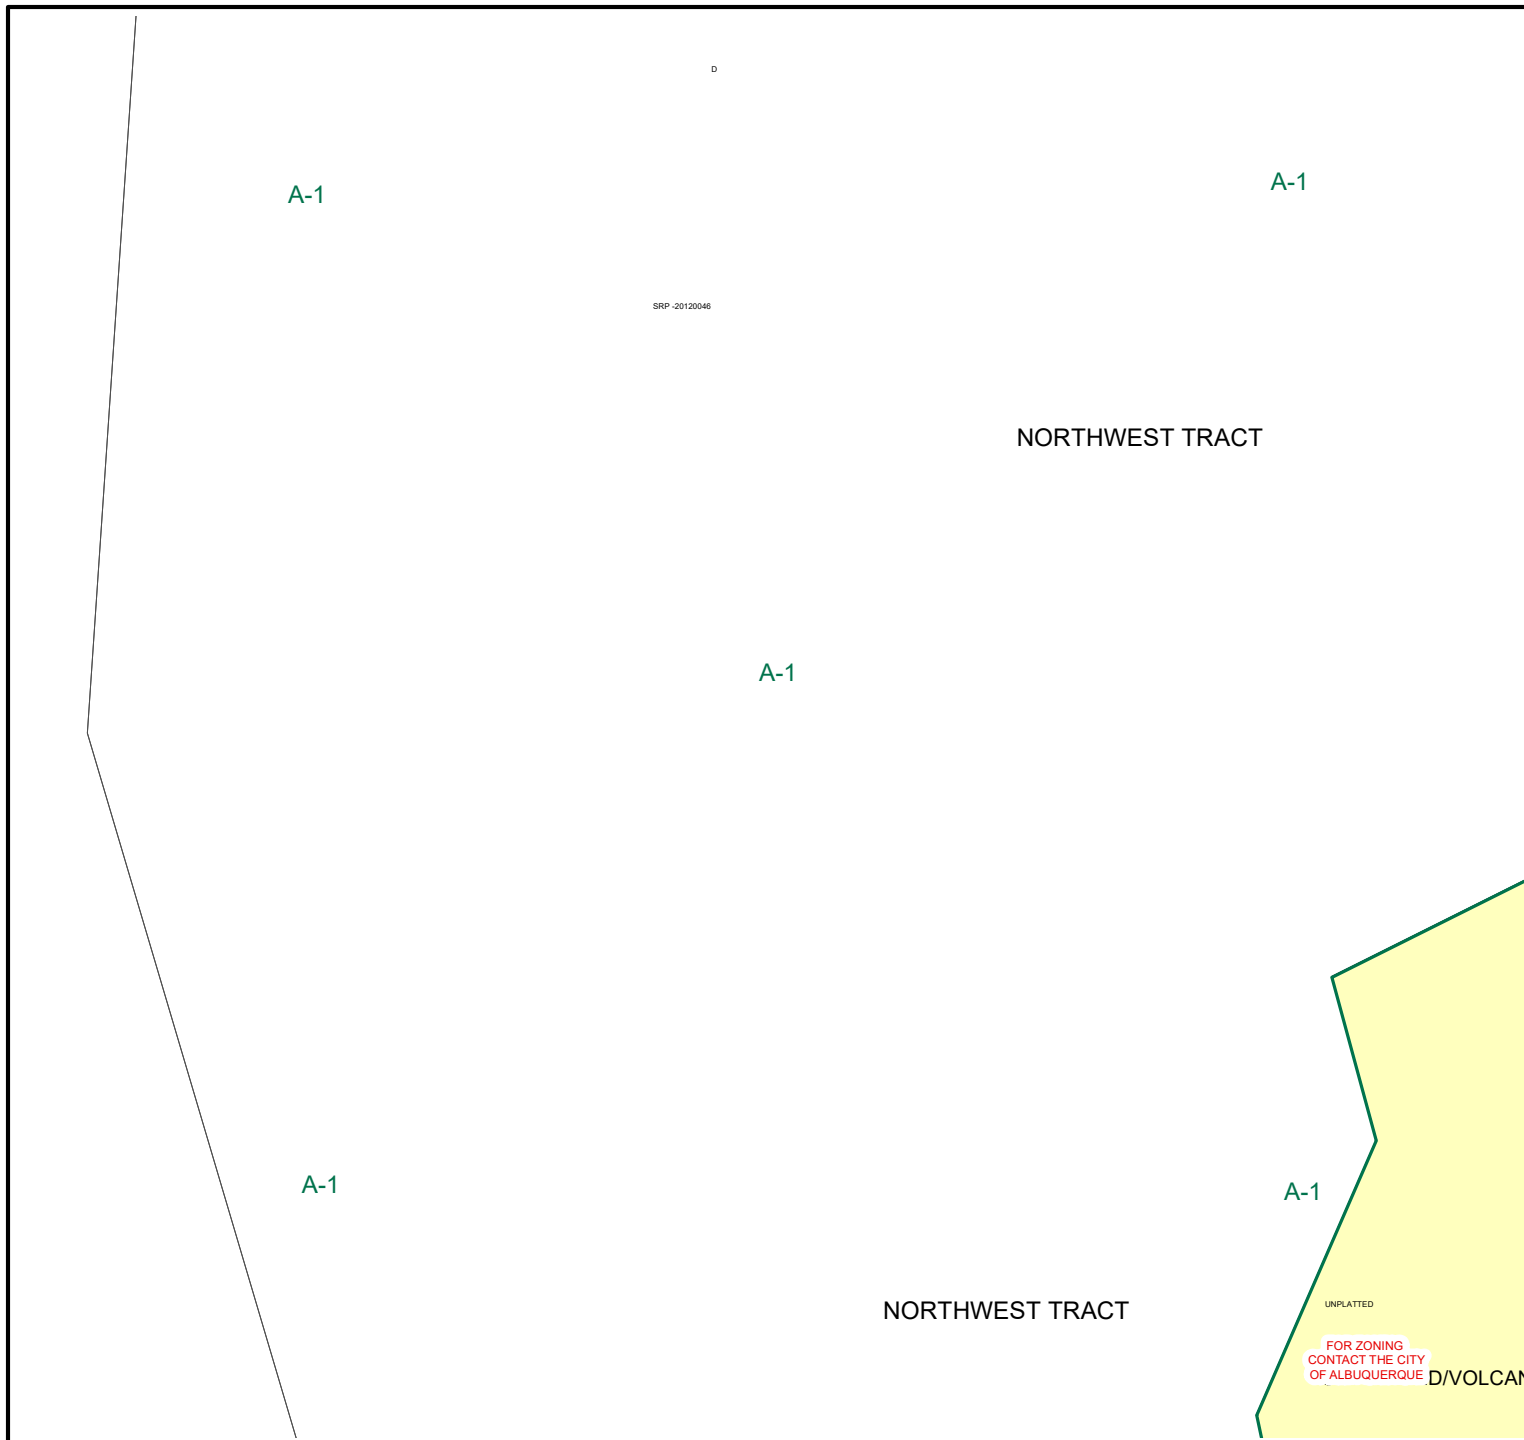 D
A-1
A-1
SRP -20120046
NORTHWEST TRACT
A-1
A-1
A-1
NORTHWEST TRACT
UNPLATTED
FOR ZONING
CONTACT THE CITY
OF ALBUQUERQUE
D/VOLCAN